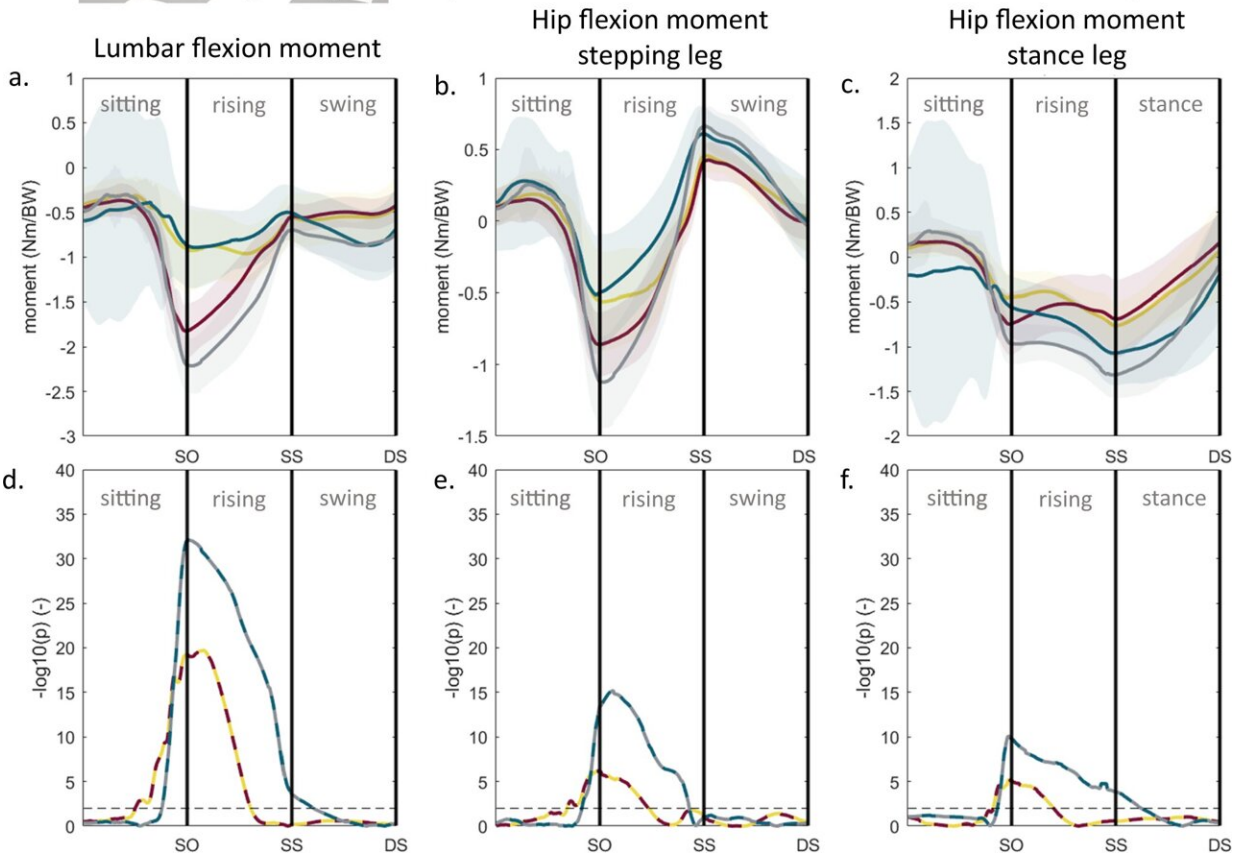 Lumbar flexion moment
Hip flexion moment
stepping leg
Hip flexion moment
stance leg
a.
1
0.5
0
-0.5
-1
-1.5
-2
-2.5
-3
moment (Nm/BW)
sitting
rising
swing
SO
SS
DS
b.
1
0.5
0
-0.5
-1
-1.5
moment (Nm/BW)
sitting
rising
swing
SO
SS
DS
c.
2
1.5
1
0.5
0
-0.5
-1
-1.5
-2
moment (Nm/BW)
sitting
rising
stance
SO
SS
DS
d.
40
35
30
25
20
15
10
5
0
-log10(p) (-)
sitting
rising
swing
SO
SS
DS
e.
40
35
30
25
20
15
10
5
0
-log10(p) (-)
sitting
rising
swing
SO
SS
DS
f.
40
35
30
25
20
15
10
5
0
-log10(p) (-)
sitting
rising
stance
SO
SS
DS